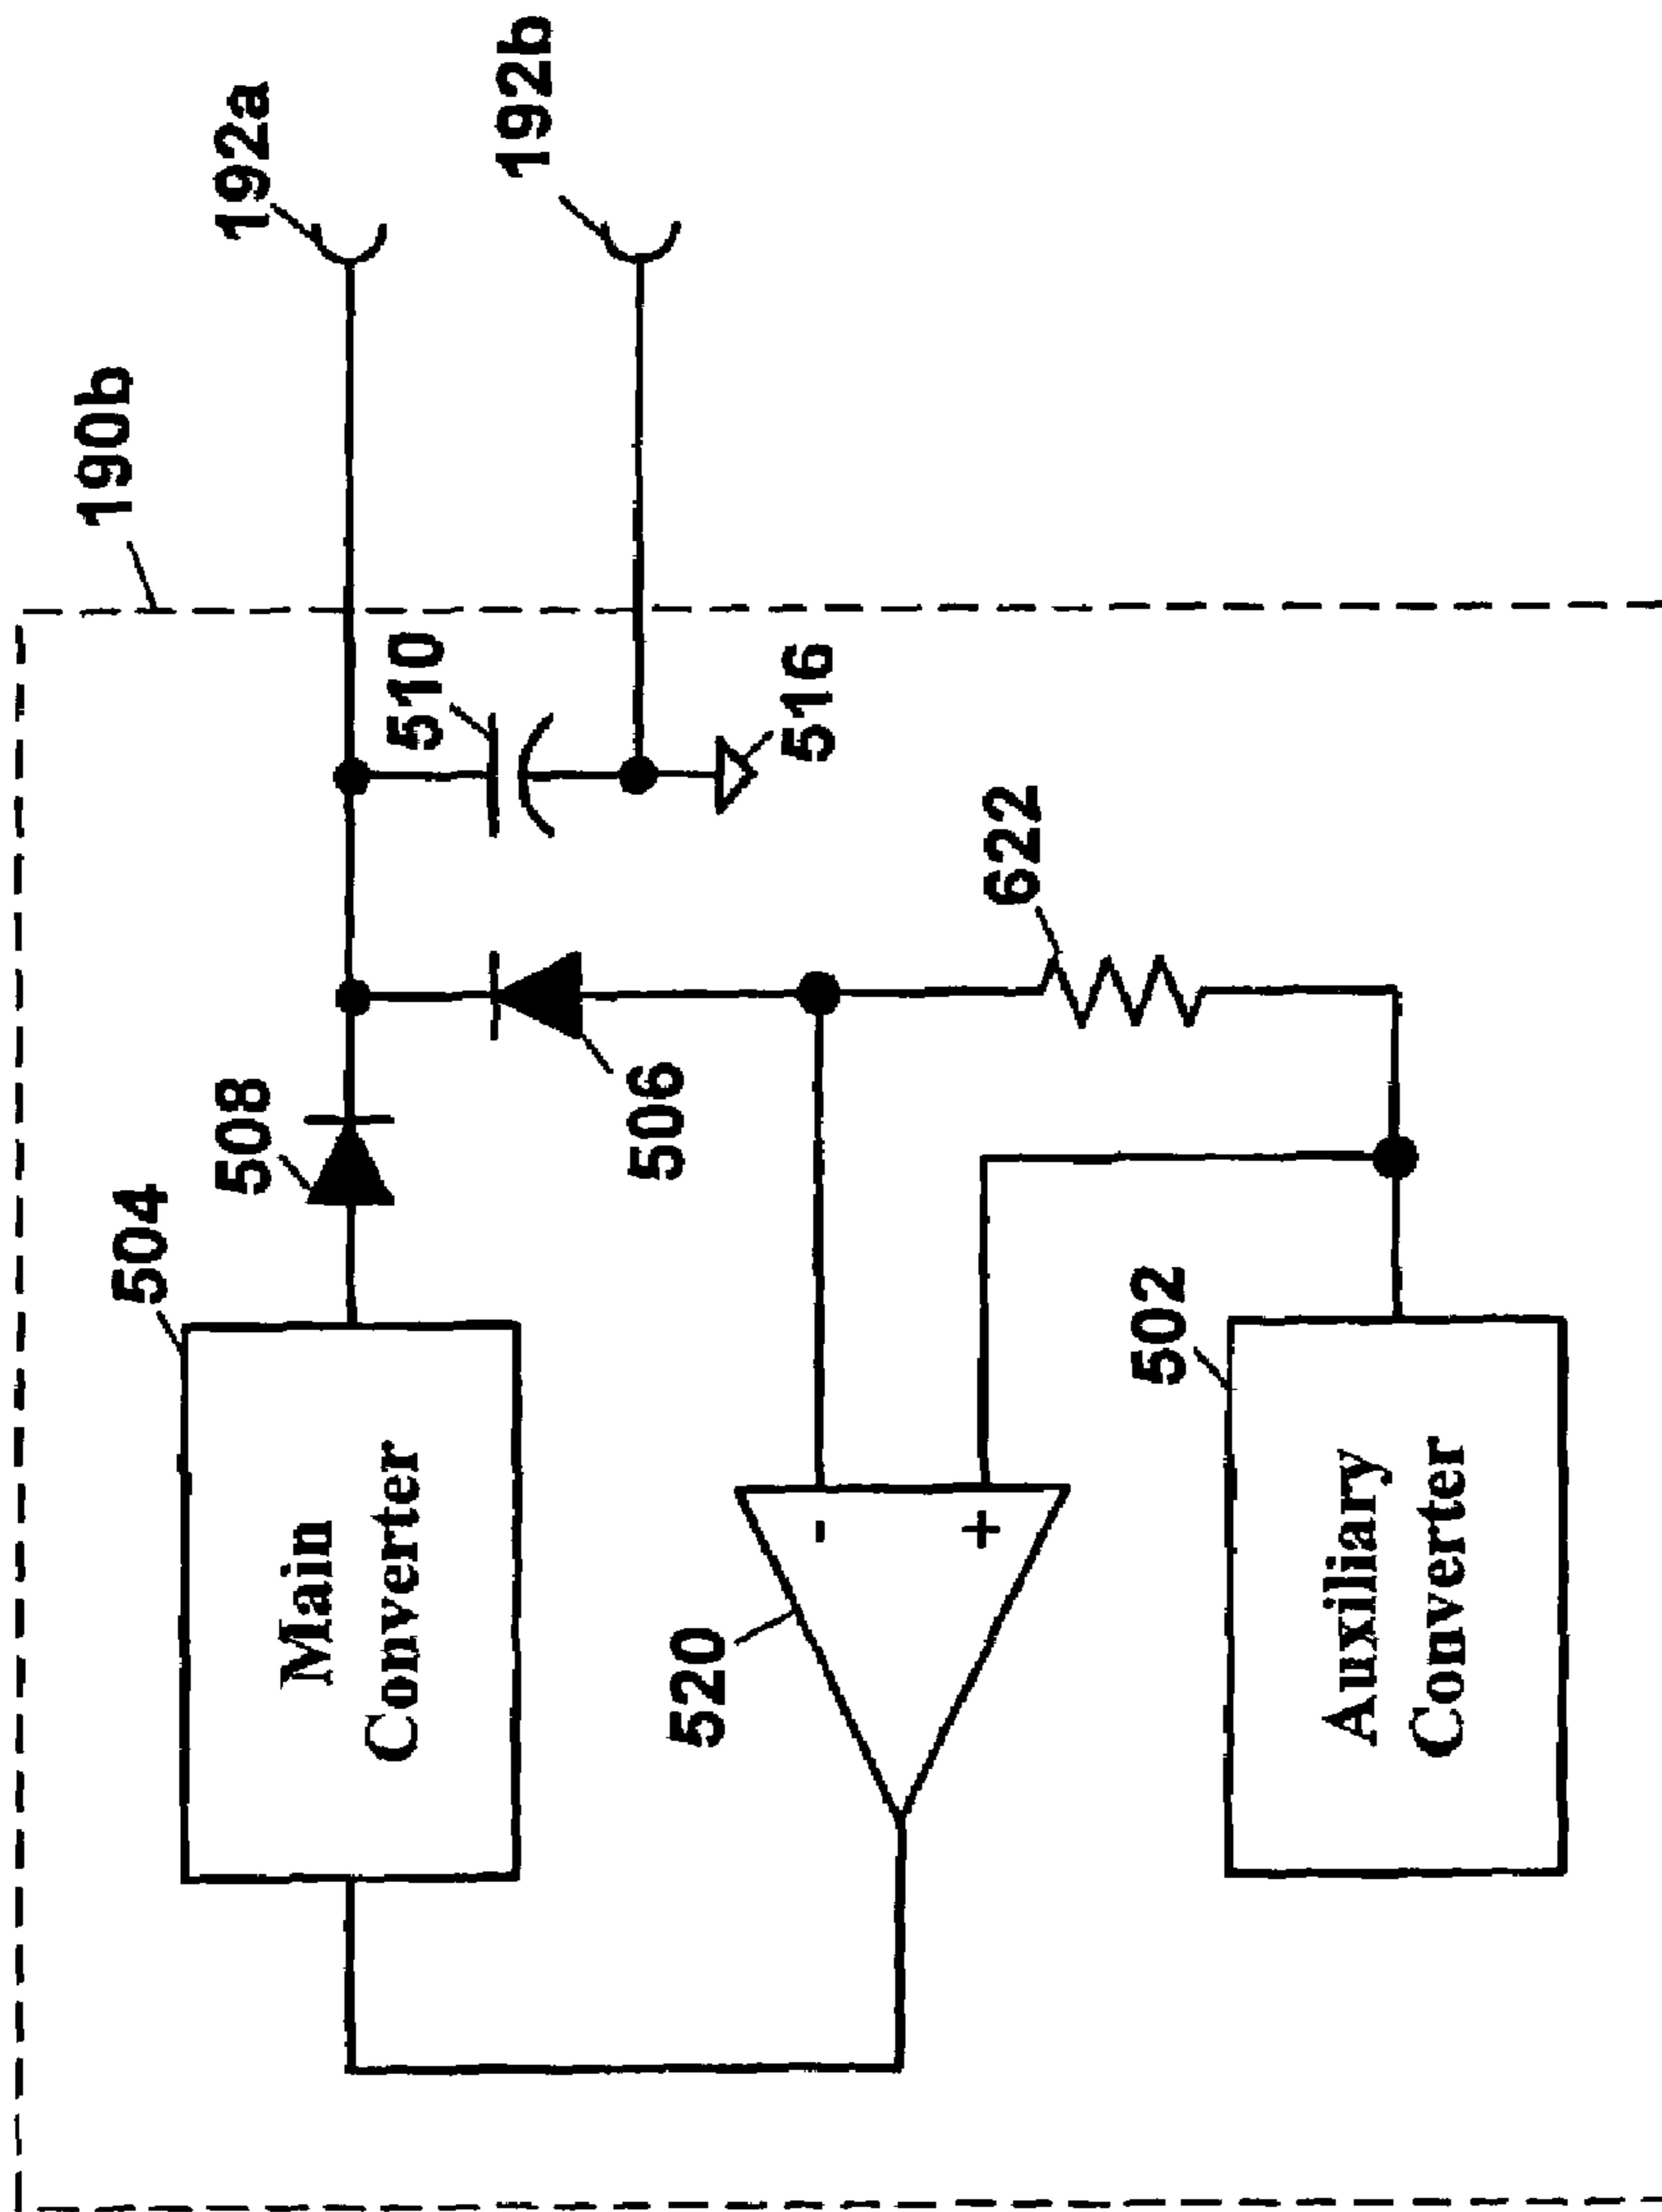 190b
192a
192b
504
Main
Converter
508
510
516
506
520
-
+
622
502
Auxiliary
Converter